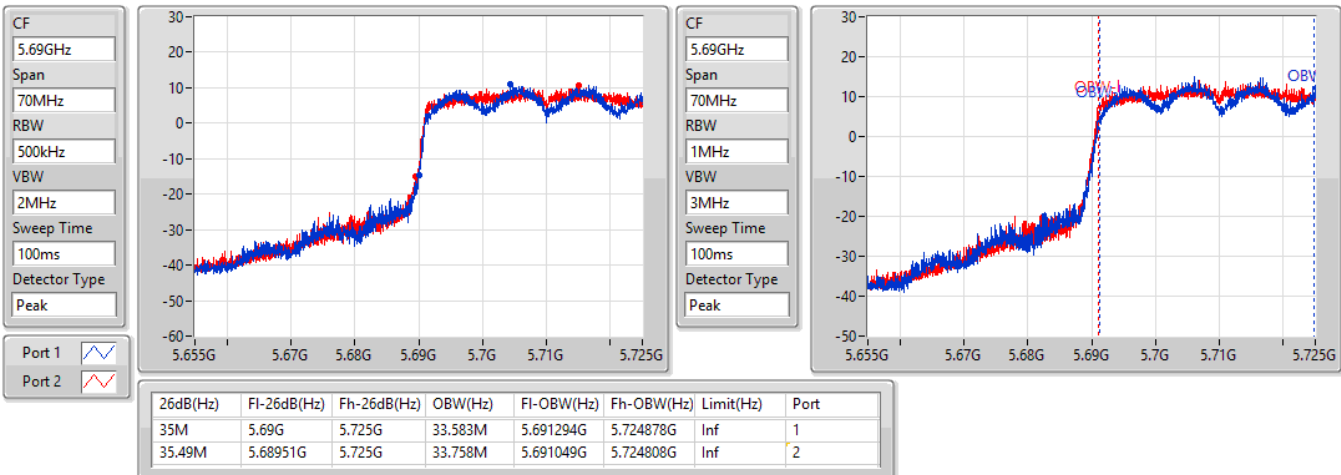 CF
5.69GHz
Span
70MHz
RBW
500kHz
VBW
2MHz
Sweep Time
100ms
Detector Type
Peak
Port 1
Port 2
30
20
10
0
-10
-20
-30
-40
-50
-60
5.655G 5.67G 5.68G 5.69G 5.7G 5.71G 5.725G
CF
5.69GHz
Span
70MHz
RBW
1MHz
VBW
3MHz
Sweep Time
100ms
Detector Type
Peak
30
20
10
0
-10
-20
-30
-40
-50
OBW
5.655G 5.67G 5.68G 5.69G 5.7G 5.71G 5.725G
26dB(Hz) Fl-26dB(Hz) Fh-26dB(Hz) OBW(Hz) Fl-OBW(Hz) Fh-OBW(Hz) Limit(Hz) Port
35M 5.69G 5.725G 33.583M 5.691294G 5.724878G Inf 1
35.49M 5.68951G 5.725G 33.758M 5.691049G 5.724808G Inf 2